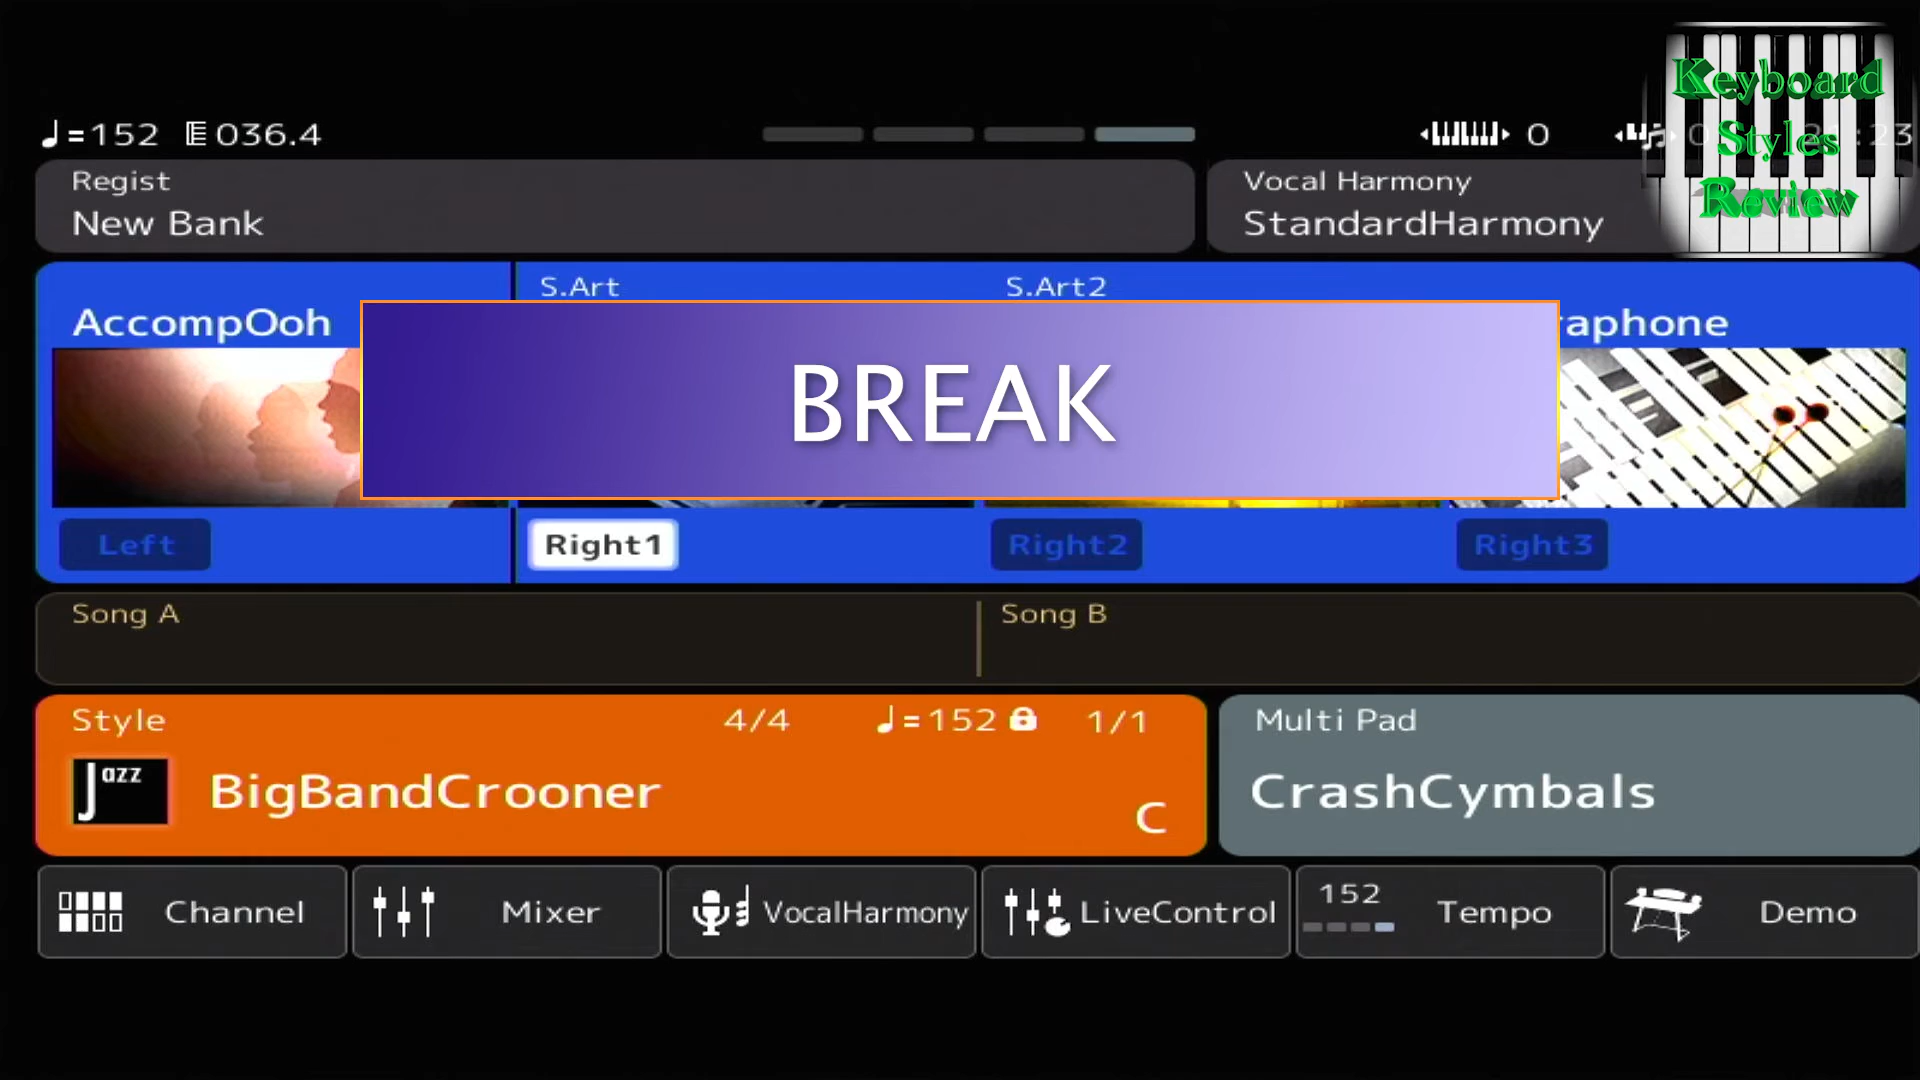 ♩=152 036.4
0
Keyboard
Styles
Review
Regist
New Bank
Vocal Harmony
StandardHarmony
AccompOoh
S.Art
S.Art2
raphone
BREAK
Left
Right1
Right2
Right3
Song A
Song B
Style
4/4 ♩=152 1/1
Jazz
BigBandCrooner
C
Multi Pad
CrashCymbals
Channel
Mixer
VocalHarmony
LiveControl
152
Tempo
Demo